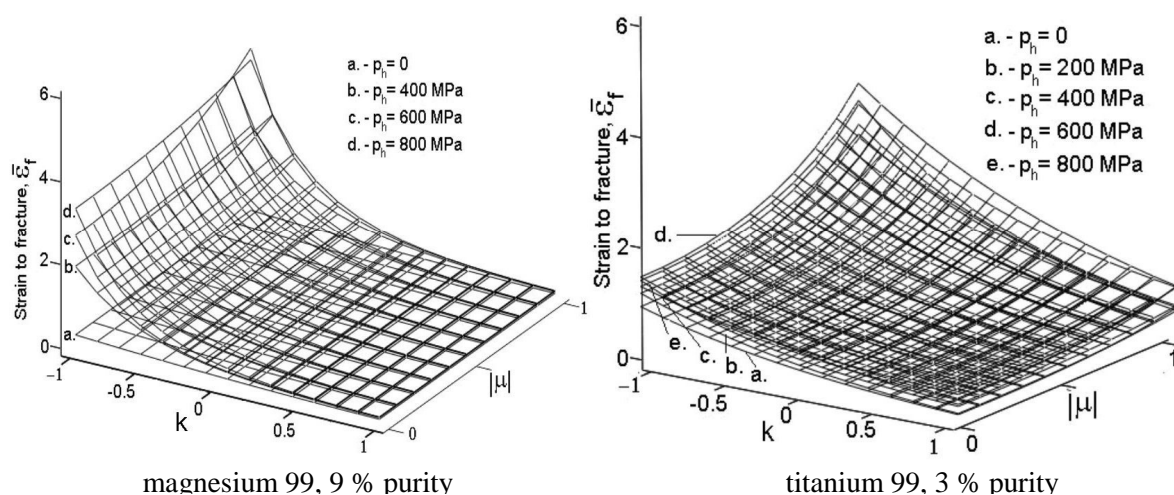 a. - p_h = 0
b. - p_h = 400 MPa
c. - p_h = 600 MPa
d. - p_h = 800 MPa
Strain to fracture, ε̄_f
6
4
2
0
d.
c.
b.
a.
-1
-0.5
0
0.5
1
k
|μ|
0
1
magnesium 99, 9 % purity
a. - p_h = 0
b. - p_h = 200 MPa
c. - p_h = 400 MPa
d. - p_h = 600 MPa
e. - p_h = 800 MPa
Strain to fracture, ε̄_f
6
4
2
0
d.
e.
c.
b.
a.
-1
-0.5
0
0.5
1
k
|μ|
0
1
titanium 99, 3 % purity